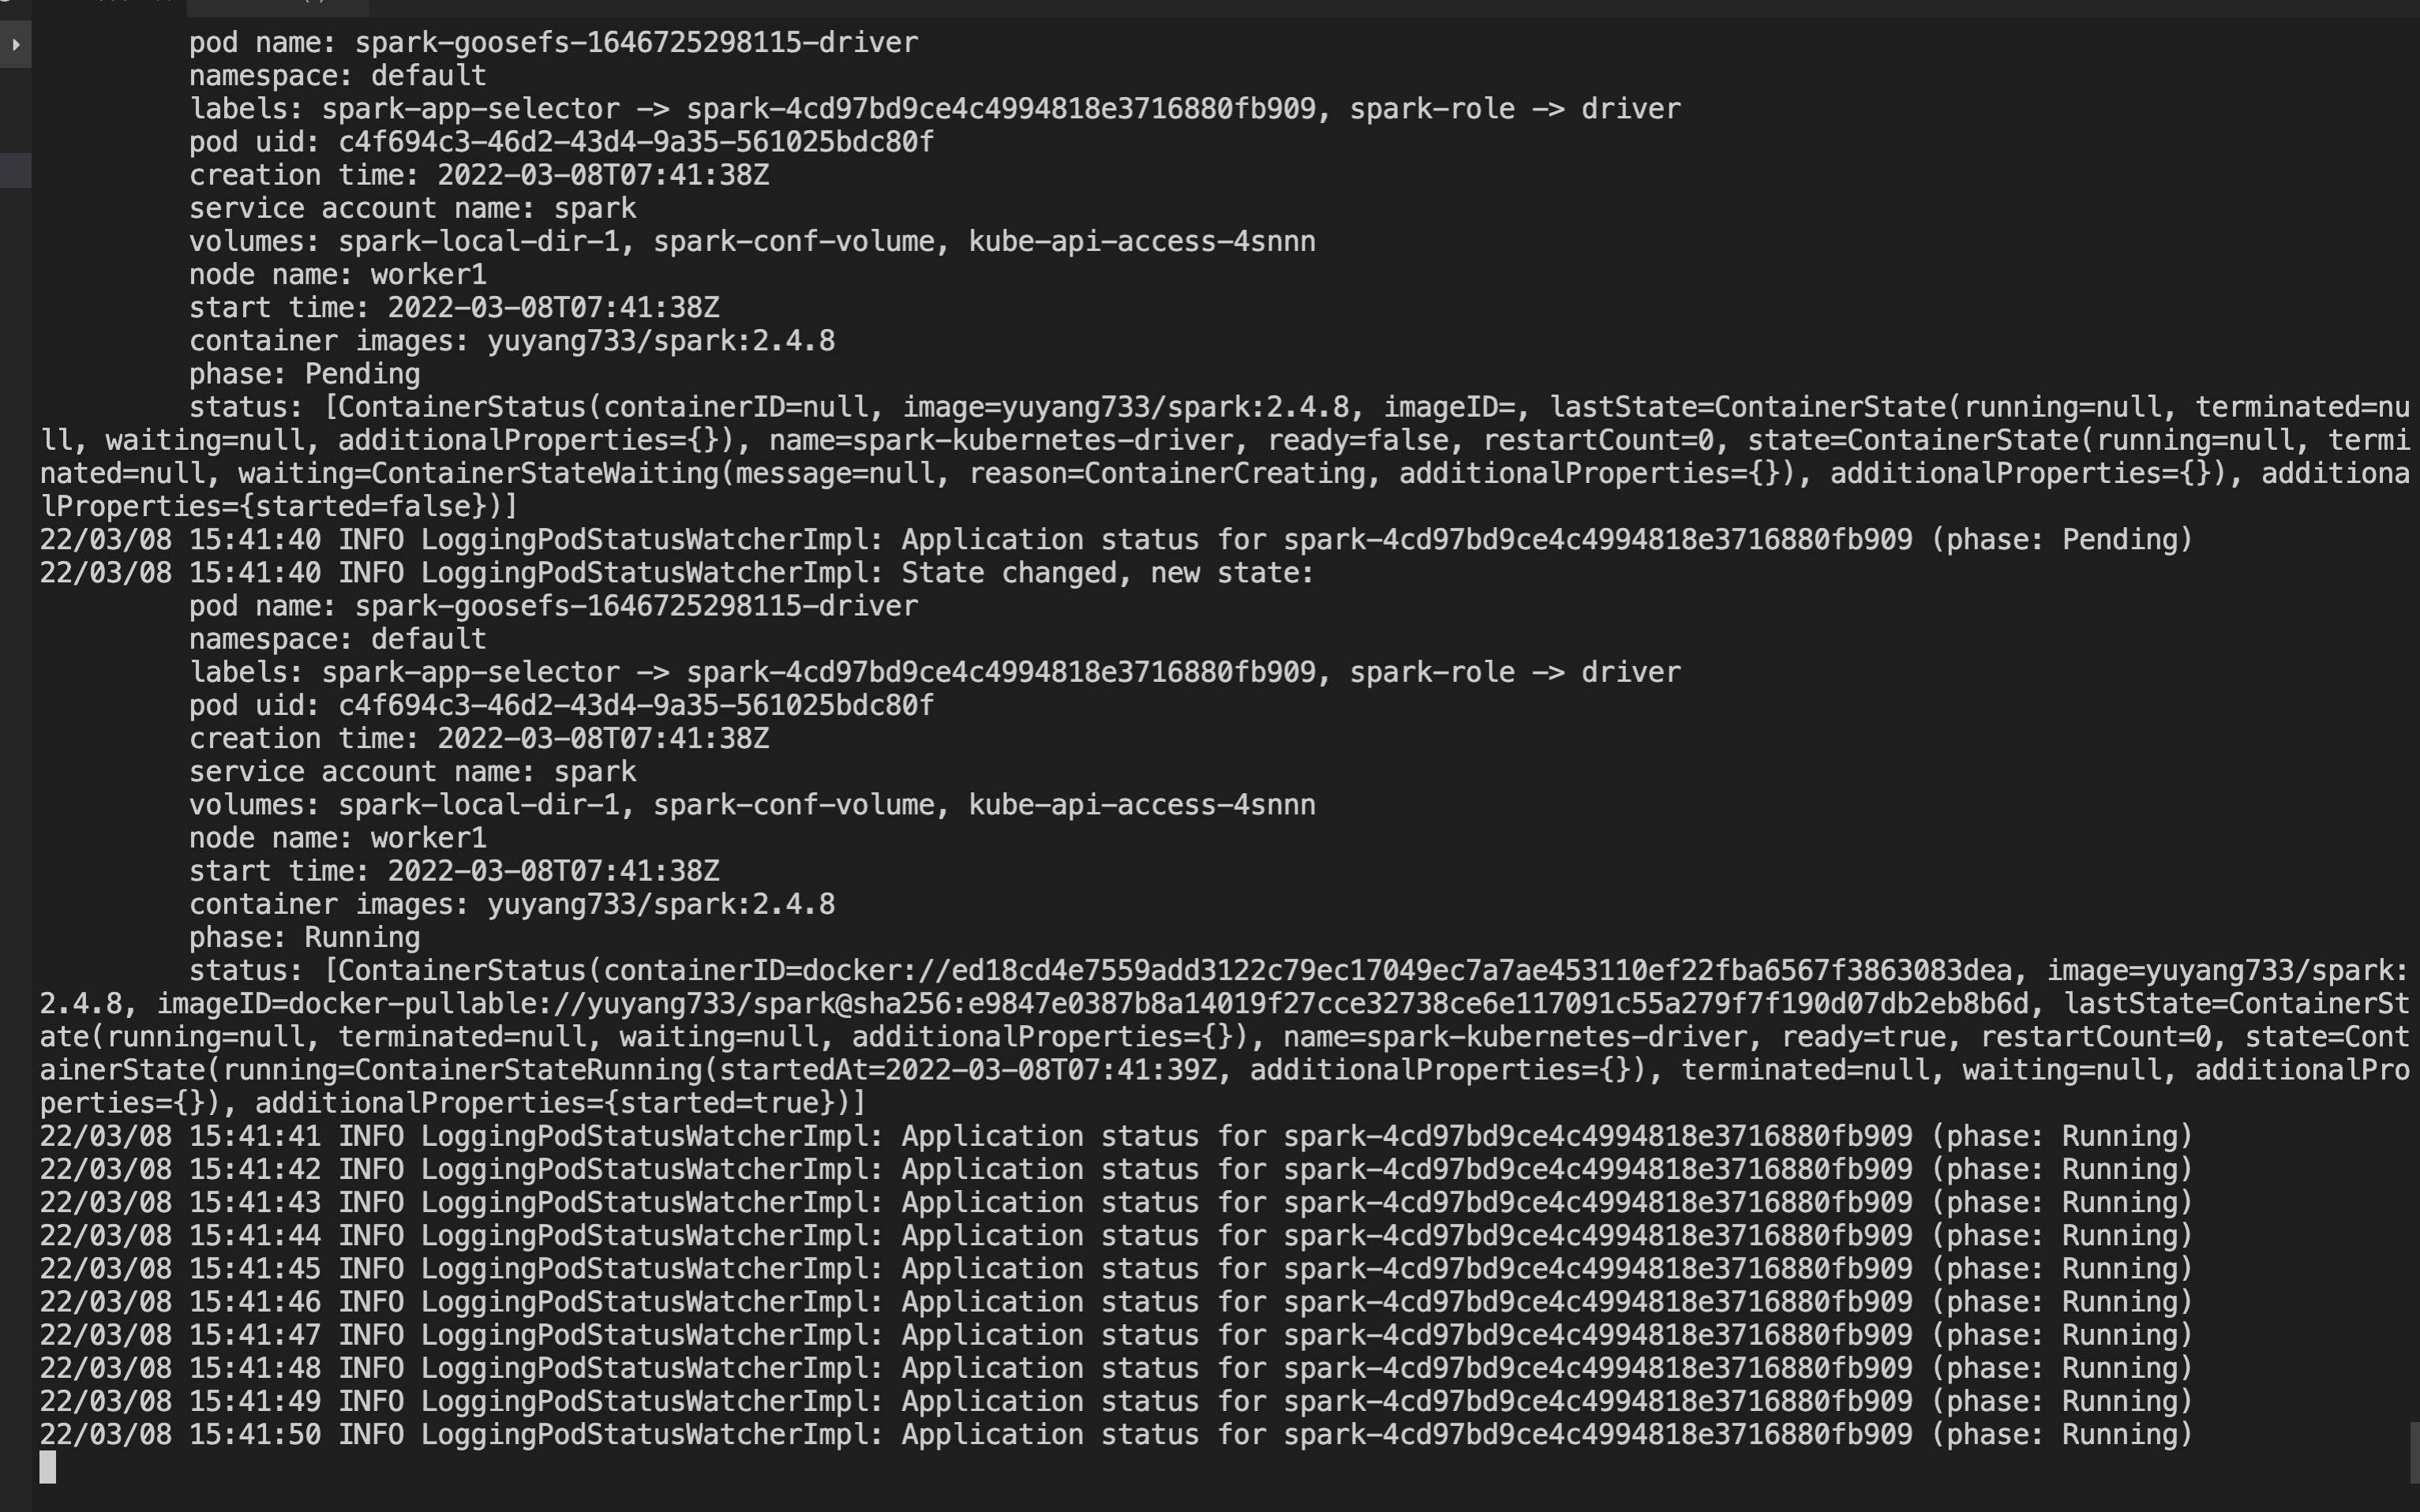 pod name: spark-goosefs-1646725298115-driver
namespace: default
labels: spark-app-selector -> spark-4cd97bd9ce4c4994818e3716880fb909, spark-role -> driver
pod uid: c4f694c3-46d2-43d4-9a35-561025bdc80f
creation time: 2022-03-08T07:41:38Z
service account name: spark
volumes: spark-local-dir-1, spark-conf-volume, kube-api-access-4snnn
node name: worker1
start time: 2022-03-08T07:41:38Z
container images: yuyang733/spark:2.4.8
phase: Pending
status: [ContainerStatus(containerID=null, image=yuyang733/spark:2.4.8, imageID=, lastState=ContainerState(running=null, terminated=nu
ll, waiting=null, additionalProperties={}), name=spark-kubernetes-driver, ready=false, restartCount=0, state=ContainerState(running=null, termi
nated=null, waiting=ContainerStateWaiting(message=null, reason=ContainerCreating, additionalProperties={}), additionalProperties={}), additiona
lProperties={started=false})]
22/03/08 15:41:40 INFO LoggingPodStatusWatcherImpl: Application status for spark-4cd97bd9ce4c4994818e3716880fb909 (phase: Pending)
22/03/08 15:41:40 INFO LoggingPodStatusWatcherImpl: State changed, new state:
pod name: spark-goosefs-1646725298115-driver
namespace: default
labels: spark-app-selector -> spark-4cd97bd9ce4c4994818e3716880fb909, spark-role -> driver
pod uid: c4f694c3-46d2-43d4-9a35-561025bdc80f
creation time: 2022-03-08T07:41:38Z
service account name: spark
volumes: spark-local-dir-1, spark-conf-volume, kube-api-access-4snnn
node name: worker1
start time: 2022-03-08T07:41:38Z
container images: yuyang733/spark:2.4.8
phase: Running
status: [ContainerStatus(containerID=docker://ed18cd4e7559add3122c79ec17049ec7a7ae453110ef22fba6567f3863083dea, image=yuyang733/spark:
2.4.8, imageID=docker-pullable://yuyang733/spark@sha256:e9847e0387b8a14019f27cce32738ce6e117091c55a279f7f190d07db2eb8b6d, lastState=ContainerSt
ate(running=null, terminated=null, waiting=null, additionalProperties={}), name=spark-kubernetes-driver, ready=true, restartCount=0, state=Cont
ainerState(running=ContainerStateRunning(startedAt=2022-03-08T07:41:39Z, additionalProperties={}), terminated=null, waiting=null, additionalPro
perties={}), additionalProperties={started=true})]
22/03/08 15:41:41 INFO LoggingPodStatusWatcherImpl: Application status for spark-4cd97bd9ce4c4994818e3716880fb909 (phase: Running)
22/03/08 15:41:42 INFO LoggingPodStatusWatcherImpl: Application status for spark-4cd97bd9ce4c4994818e3716880fb909 (phase: Running)
22/03/08 15:41:43 INFO LoggingPodStatusWatcherImpl: Application status for spark-4cd97bd9ce4c4994818e3716880fb909 (phase: Running)
22/03/08 15:41:44 INFO LoggingPodStatusWatcherImpl: Application status for spark-4cd97bd9ce4c4994818e3716880fb909 (phase: Running)
22/03/08 15:41:45 INFO LoggingPodStatusWatcherImpl: Application status for spark-4cd97bd9ce4c4994818e3716880fb909 (phase: Running)
22/03/08 15:41:46 INFO LoggingPodStatusWatcherImpl: Application status for spark-4cd97bd9ce4c4994818e3716880fb909 (phase: Running)
22/03/08 15:41:47 INFO LoggingPodStatusWatcherImpl: Application status for spark-4cd97bd9ce4c4994818e3716880fb909 (phase: Running)
22/03/08 15:41:48 INFO LoggingPodStatusWatcherImpl: Application status for spark-4cd97bd9ce4c4994818e3716880fb909 (phase: Running)
22/03/08 15:41:49 INFO LoggingPodStatusWatcherImpl: Application status for spark-4cd97bd9ce4c4994818e3716880fb909 (phase: Running)
22/03/08 15:41:50 INFO LoggingPodStatusWatcherImpl: Application status for spark-4cd97bd9ce4c4994818e3716880fb909 (phase: Running)